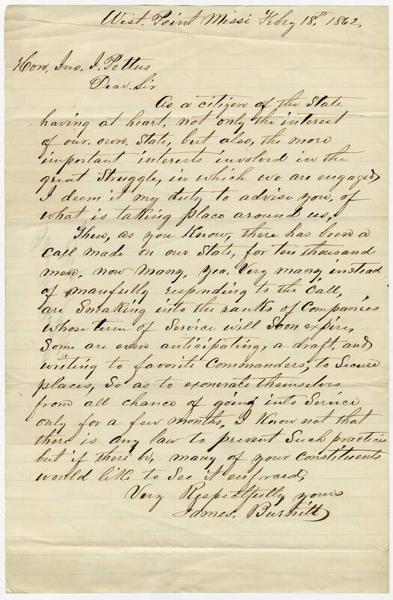 West. Point Missi Feby 18th 1862,
Hon. Jno. J. Pettus
Dear. Sir
As a citizen of the State
having at heart, not only the interest
of our. own. State, but also, the more
important interests involved in the
great Struggle, in which we are engaged,
I deem it my duty to advise you, of
what is taking place around us,
Then, as you Know, there has been a
call made on our State, for ten thousand
men, now many, yea, very many, instead
of manfully responding to the Call,
are Sneaking into the ranks of Companies
whose term of Service will Soon expire,
Some are even anticipating, a draft, and
writing to favorite Commanders, to Secure
places, So as to exonerate themselves
from all chance of going into Service
only for a few months, I Know not that
there is any law to prevent Such practices
but if there is, many of your Constituents
would like to See it enforced,
Very Respectfully yours
James.